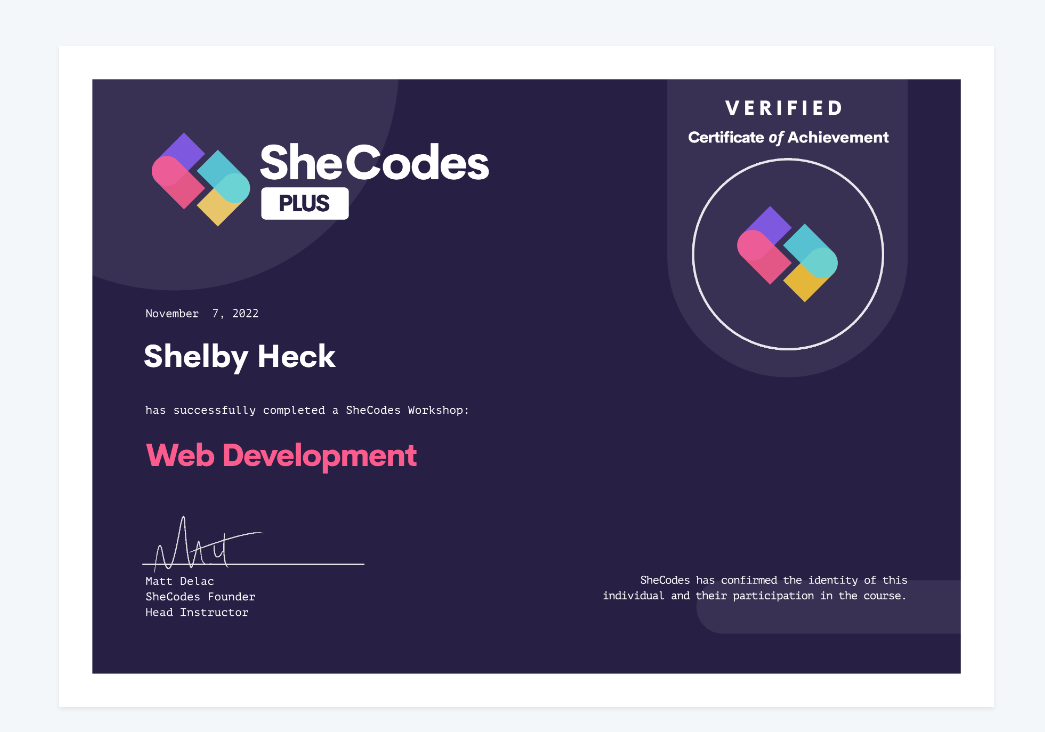 SheCodes
PLUS
VERIFIED
Certificate of Achievement
November 7, 2022
Shelby Heck
has successfully completed a SheCodes Workshop:
Web Development
Matt Delac
SheCodes Founder
Head Instructor
SheCodes has confirmed the identity of this
individual and their participation in the course.